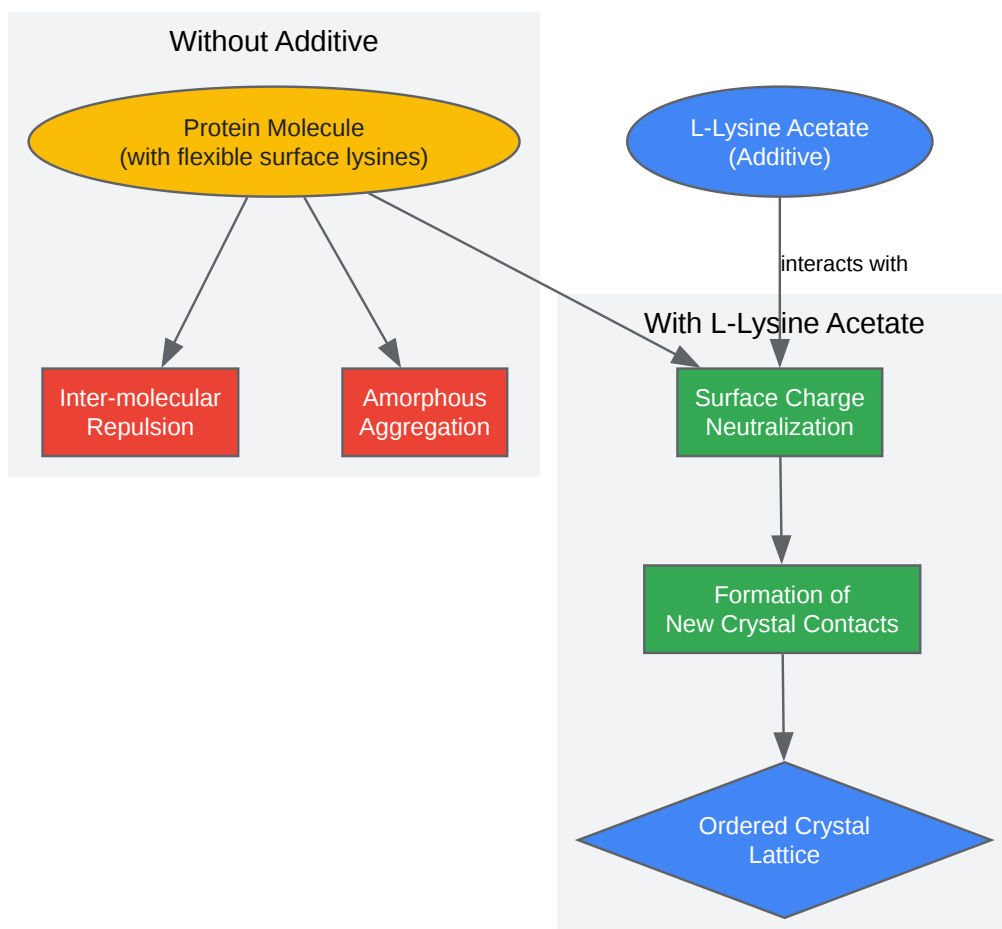 Without Additive
Protein Molecule
(with flexible surface lysines)
L-Lysine Acetate
(Additive)
interacts with
With L-Lysine Acetate
Inter-molecular
Repulsion
Amorphous
Aggregation
Surface Charge
Neutralization
Formation of
New Crystal Contacts
Ordered Crystal
Lattice